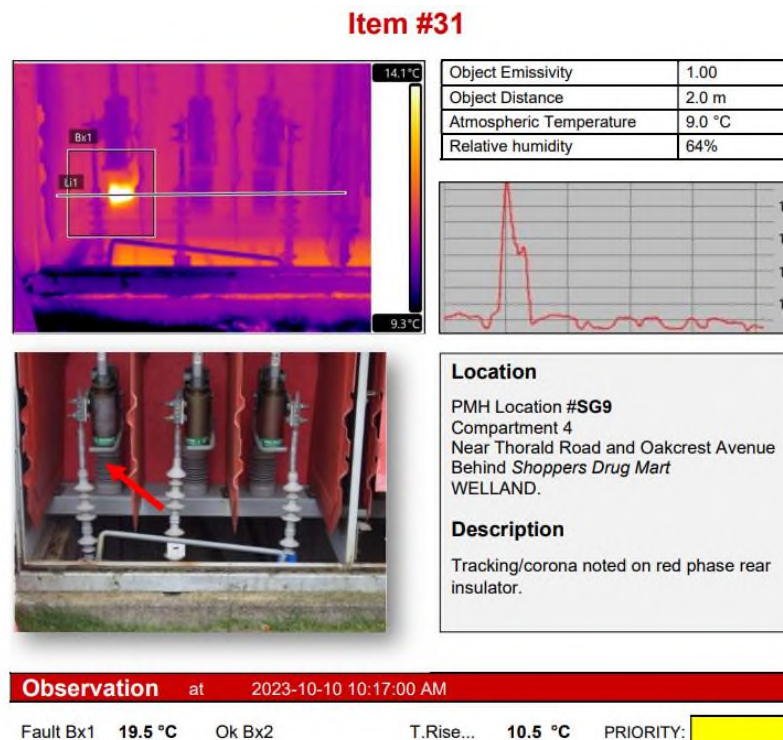 Item #31
14.1°C
Bx1
Li1
9.3°C
Object Emissivity 1.00
Object Distance 2.0 m
Atmospheric Temperature 9.0 °C
Relative humidity 64%
Location
PMH Location #SG9
Compartment 4
Near Thorald Road and Oakcrest Avenue
Behind Shoppers Drug Mart
WELLAND.
Description
Tracking/corona noted on red phase rear
insulator.
Observation at 2023-10-10 10:17:00 AM
Fault Bx1 19.5 °C Ok Bx2 T.Rise... 10.5 °C PRIORITY: